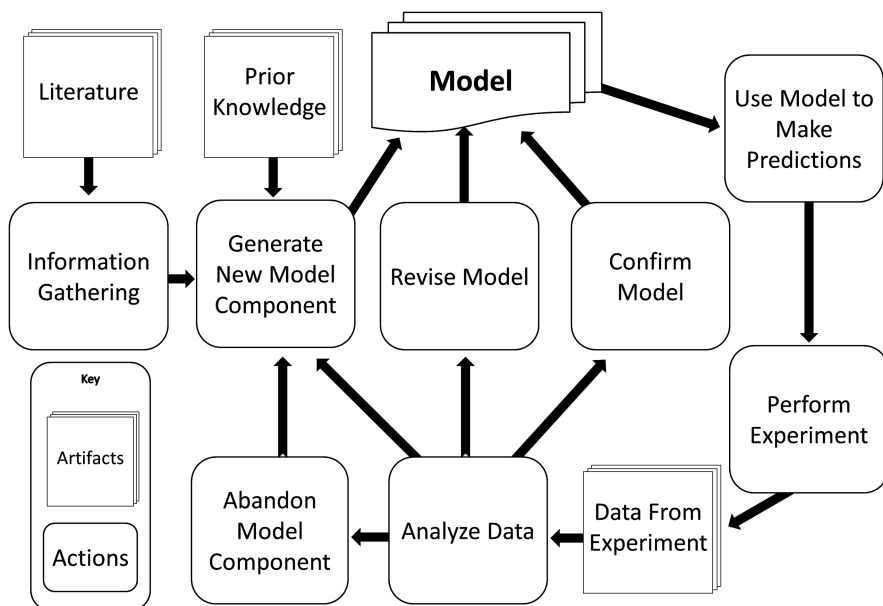 Literature
Prior
Knowledge
Model
Use Model to
Make
Predictions
Information
Gathering
Generate
New Model
Component
Revise Model
Confirm
Model
Key
Artifacts
Actions
Abandon
Model
Component
Analyze Data
Data From
Experiment
Perform
Experiment